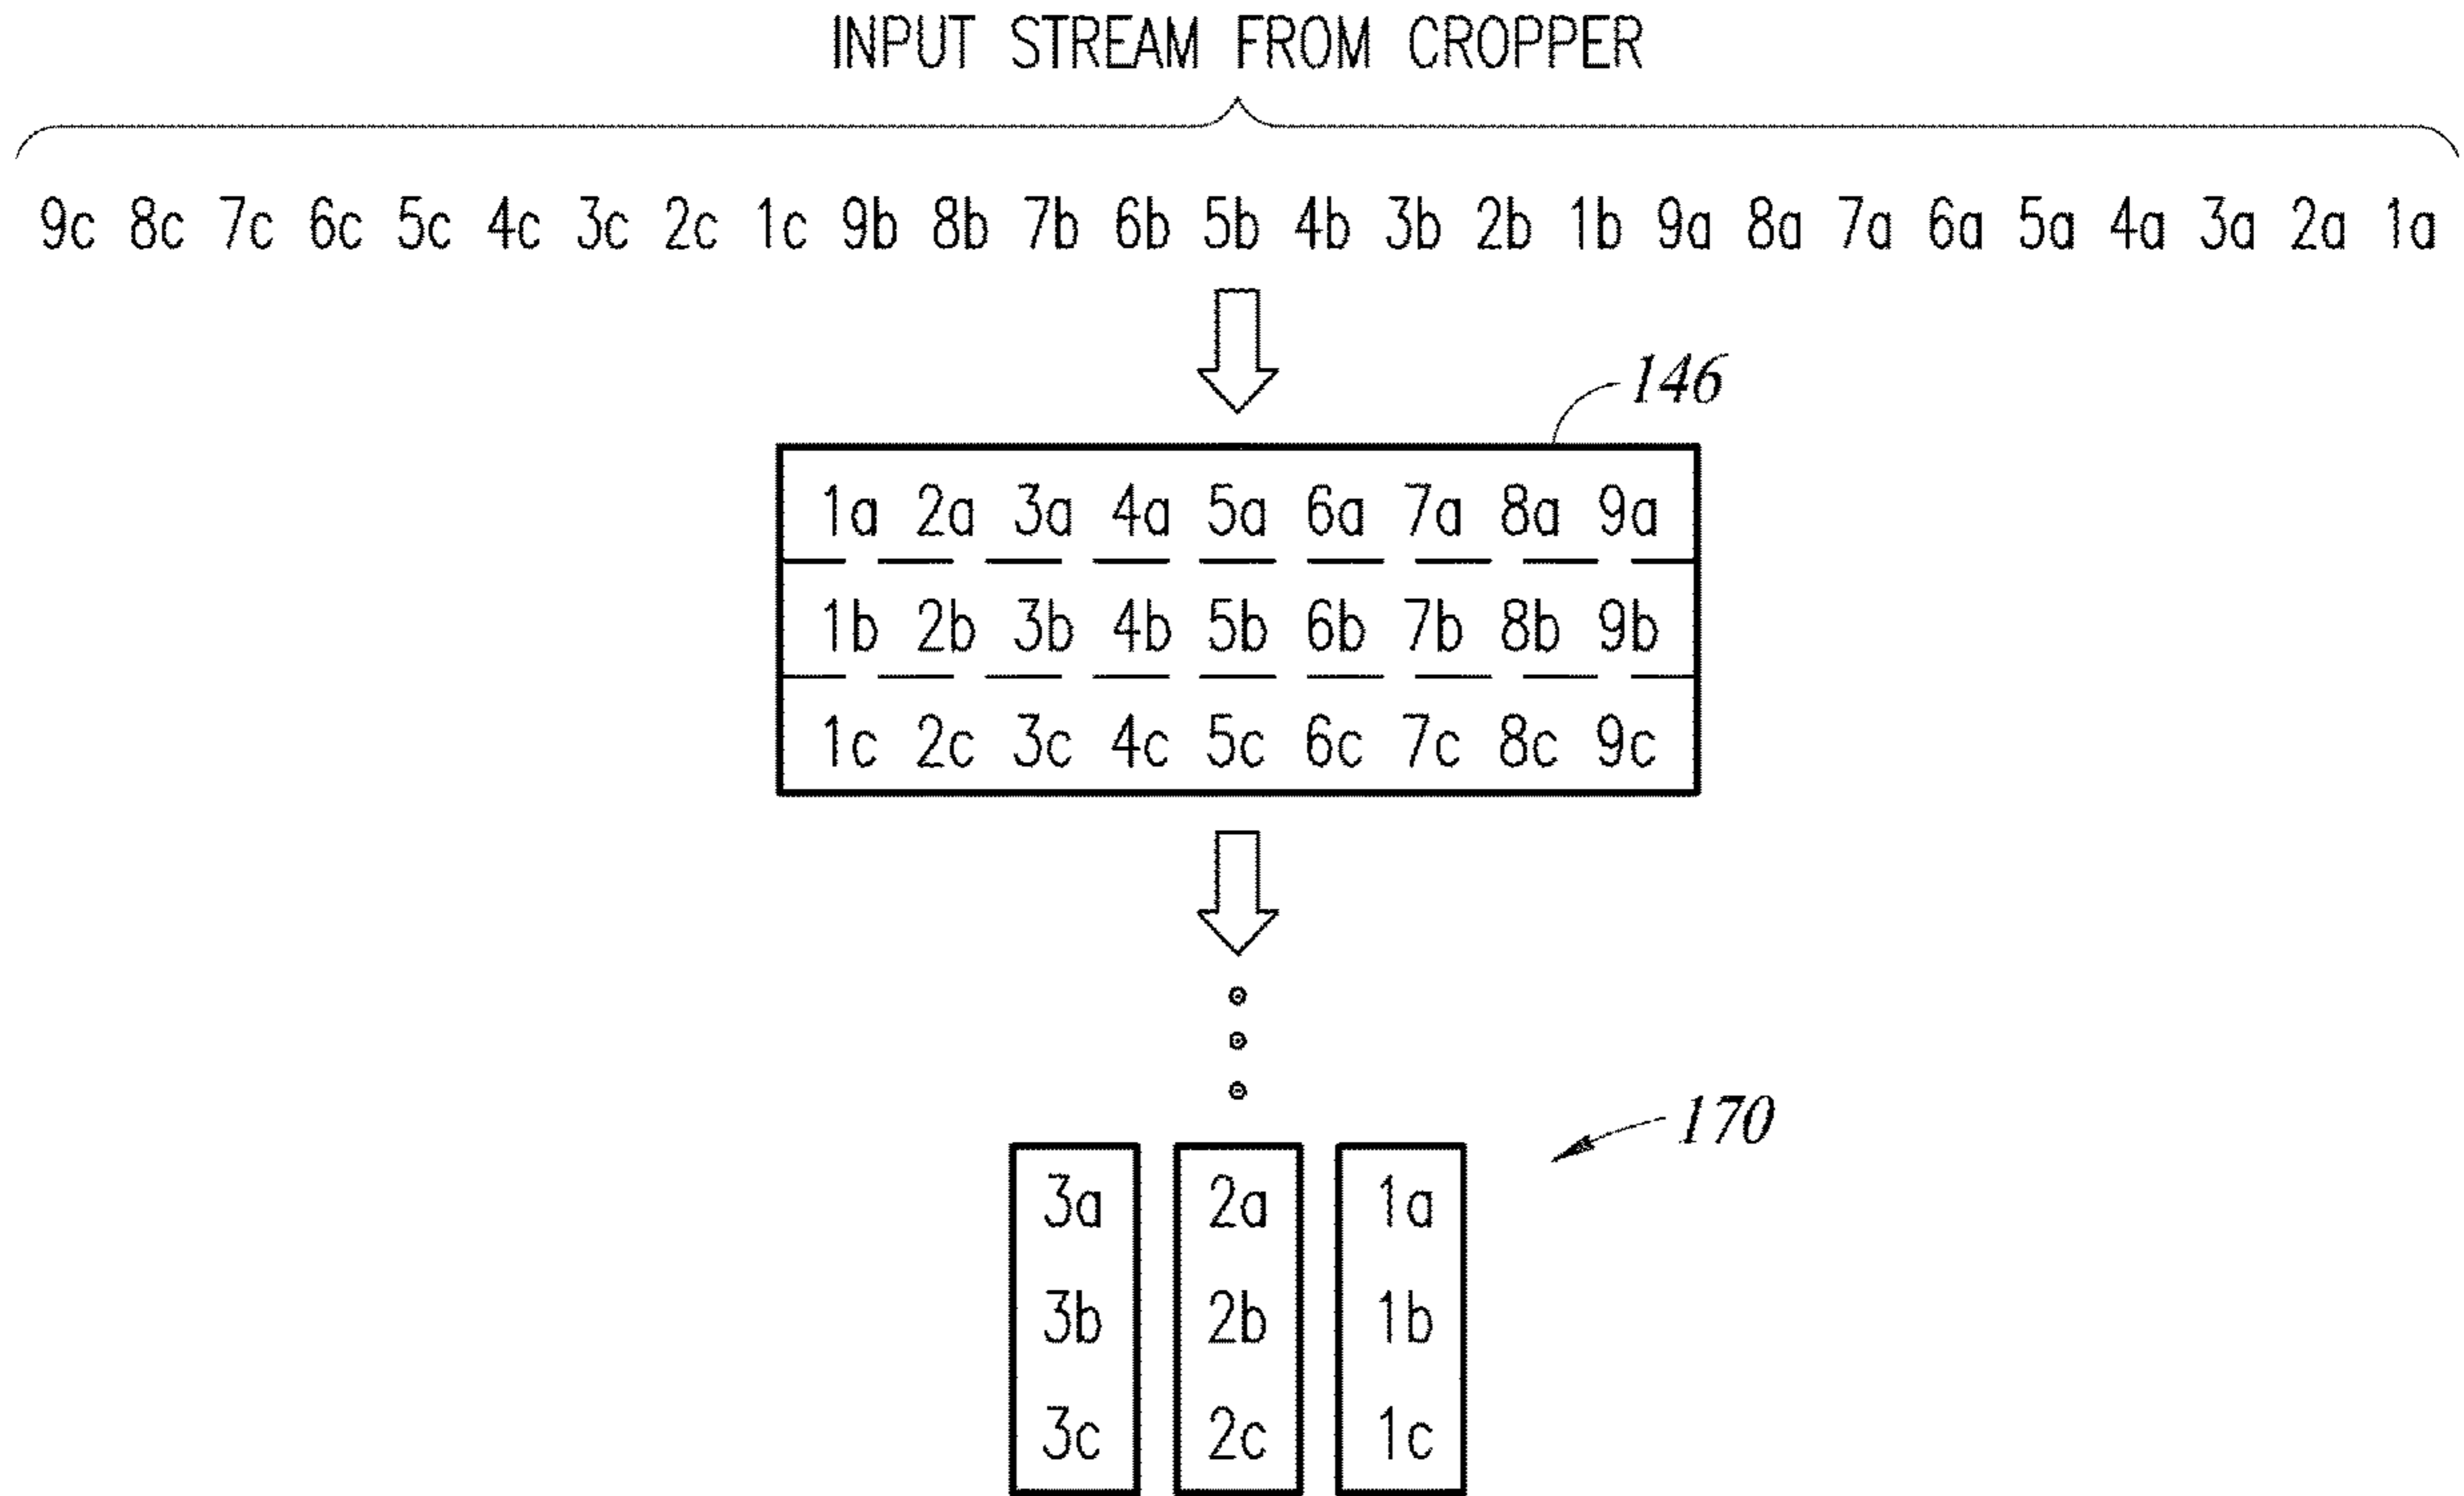 INPUT STREAM FROM CROPPER
9c 8c 7c 6c 5c 4c 3c 2c 1c 9b 8b 7b 6b 5b 4b 3b 2b 1b 9a 8a 7a 6a 5a 4a 3a 2a 1a
146
1a 2a 3a 4a 5a 6a 7a 8a 9a
1b 2b 3b 4b 5b 6b 7b 8b 9b
1c 2c 3c 4c 5c 6c 7c 8c 9c
170
3a 2a 1a
3b 2b 1b
3c 2c 1c